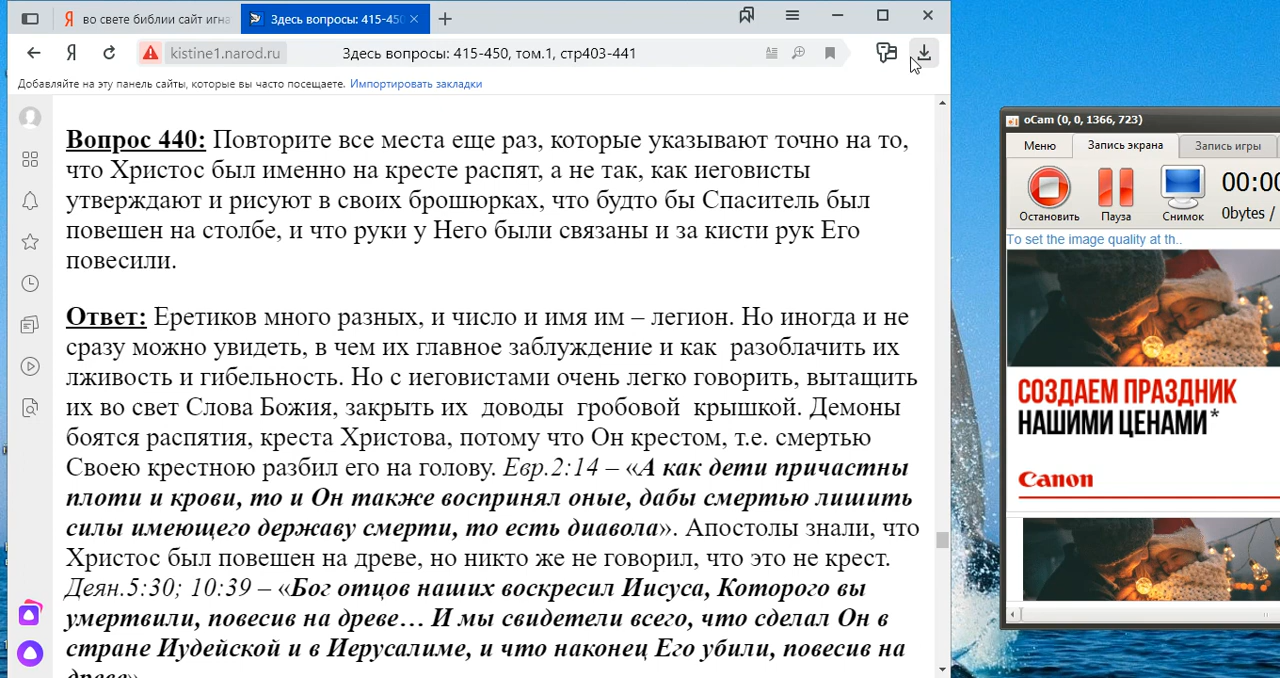 во свете библии сайт игна
Здесь вопросы: 415-450
kistine1.narod.ru
Здесь вопросы: 415-450, том.1, стр403-441
Добавляйте на эту панель сайты, которые вы часто посещаете. Импортировать закладки
Вопрос 440: Повторите все места еще раз, которые указывают точно на то,
что Христос был именно на кресте распят, а не так, как иеговисты
утверждают и рисуют в своих брошюрках, что будто бы Спаситель был
повешен на столбе, и что руки у Него были связаны и за кисти рук Его
повесили.
Ответ: Еретиков много разных, и число и имя им – легион. Но иногда и не
сразу можно увидеть, в чем их главное заблуждение и как разоблачить их
лживость и гибельность. Но с иеговистами очень легко говорить, вытащить
их во свет Слова Божия, закрыть их доводы гробовой крышкой. Демоны
боятся распятия, креста Христова, потому что Он крестом, т.е. смертью
Своею крестною разбил его на голову. Евр.2:14 – «А как дети причастны
плоти и крови, то и Он также воспринял оные, дабы смертью лишить
силы имеющего державу смерти, то есть диавола». Апостолы знали, что
Христос был повешен на древе, но никто же не говорил, что это не крест.
Деян.5:30; 10:39 – «Бог отцов наших воскресил Иисуса, Которого вы
умертвили, повесив на древе… И мы свидетели всего, что сделал Он в
стране Иудейской и в Иерусалиме, и что наконец Его убили, повесив на
древе»
oCam (0, 0, 1366, 723)
Меню Запись экрана Запись игры
00:00
0bytes /
Остановить Пауза Снимок
To set the image quality at th..
СОЗДАЕМ ПРАЗДНИК
НАШИМИ ЦЕНАМИ*
Canon